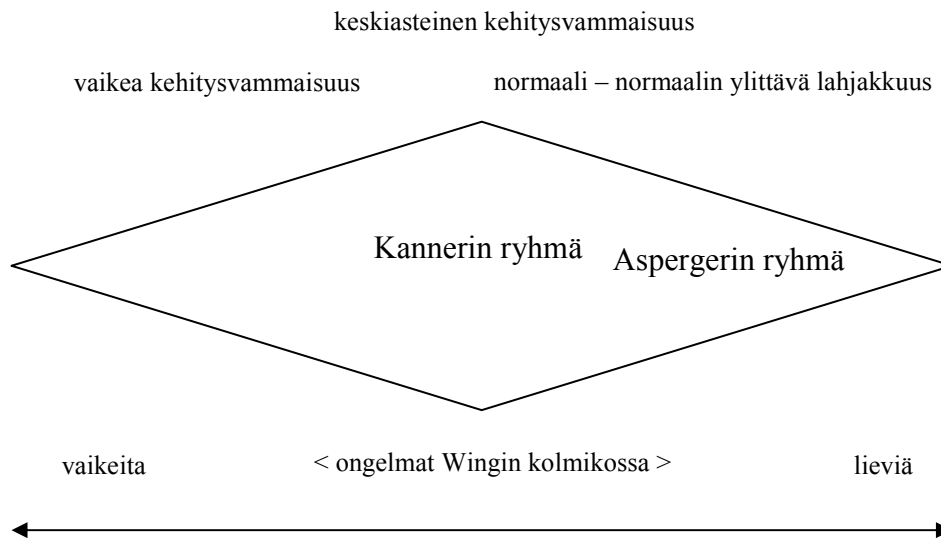 keskiasteinen kehitysvammaisuus
vaikea kehitysvammaisuus
normaali – normaalin ylittävä lahjakkuus
Kannerin ryhmä
Aspergerin ryhmä
vaikeita
< ongelmat Wingin kolmikossa >
lieviä